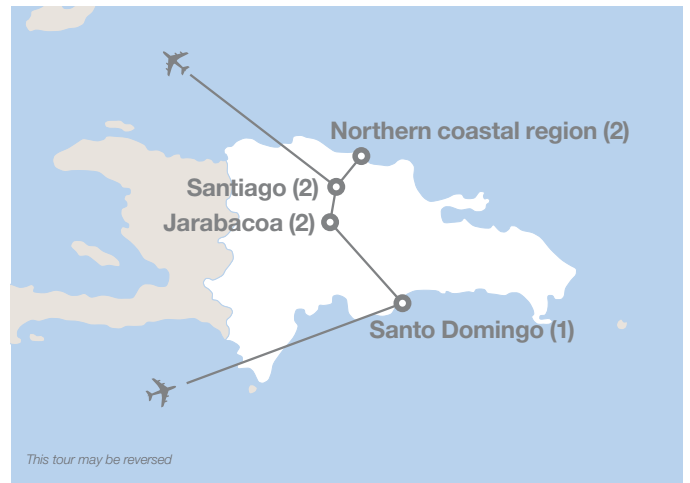 Northern coastal region (2)
Santiago (2)
Jarabacoa (2)
Santo Domingo (1)
This tour may be reversed